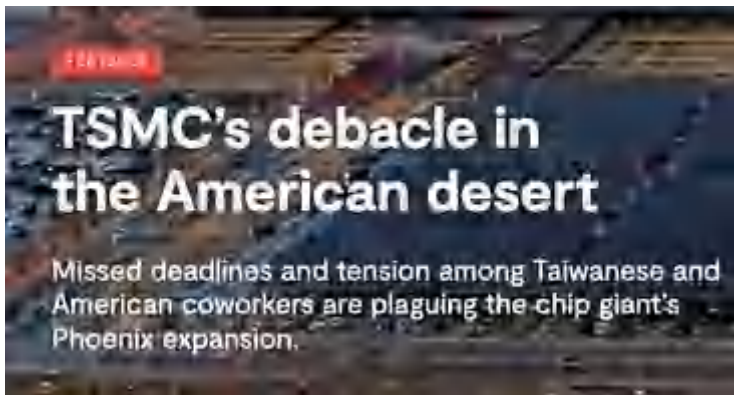 TSMC's debacle in
the American desert
Missed deadlines and tension among Taiwanese and
American coworkers are plaguing the chip giant's
Phoenix expansion.